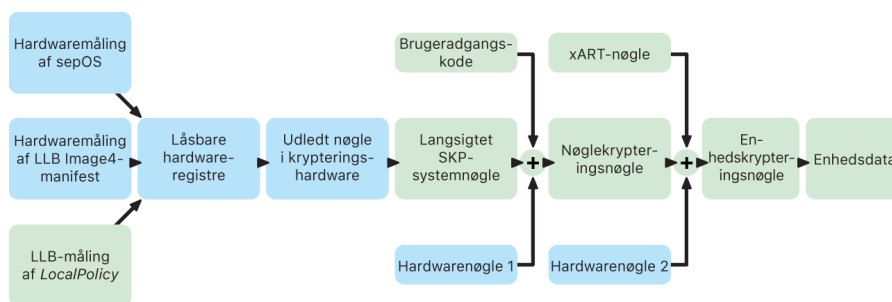 Hardwaremåling
af sepOS
Hardwaremåling
af LLB Image4-
manifest
LLB-måling
af LocalPolicy
Låsbare
hardware-
registre
Udledt nøgle
i krypterings-
hardware
Brugeradgangs-
kode
Langsigtet
SKP-
systemnøgle
+
Hardwarenøgle 1
xART-nøgle
Nøglekrypter-
ingsnøgle
+
Hardwarenøgle 2
En-
hedskrypter-
ingsnøgle
Enhedsdata